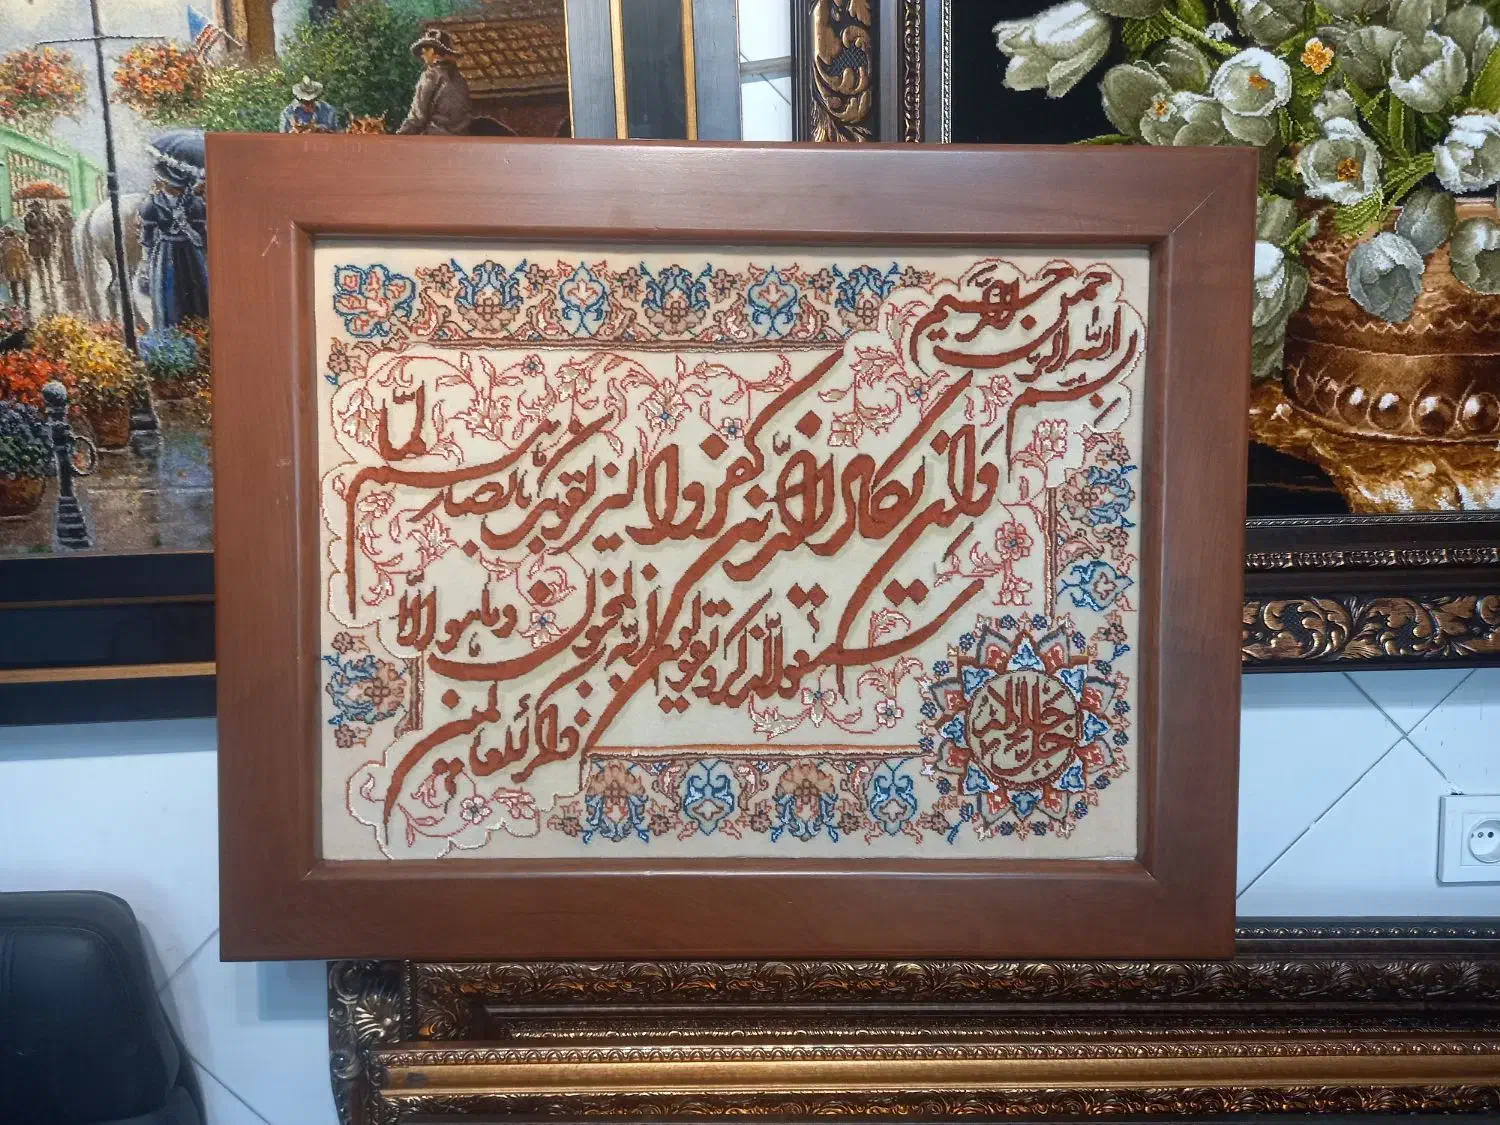 بسم الله الرحمن الرحیم
وان یکاد الذین کفروا لیزلقونک بابصارهم لما
سمعوا الذکر و یقولون انه لمجنون و ما هو الا
ذکر للعالمین
جل جلاله